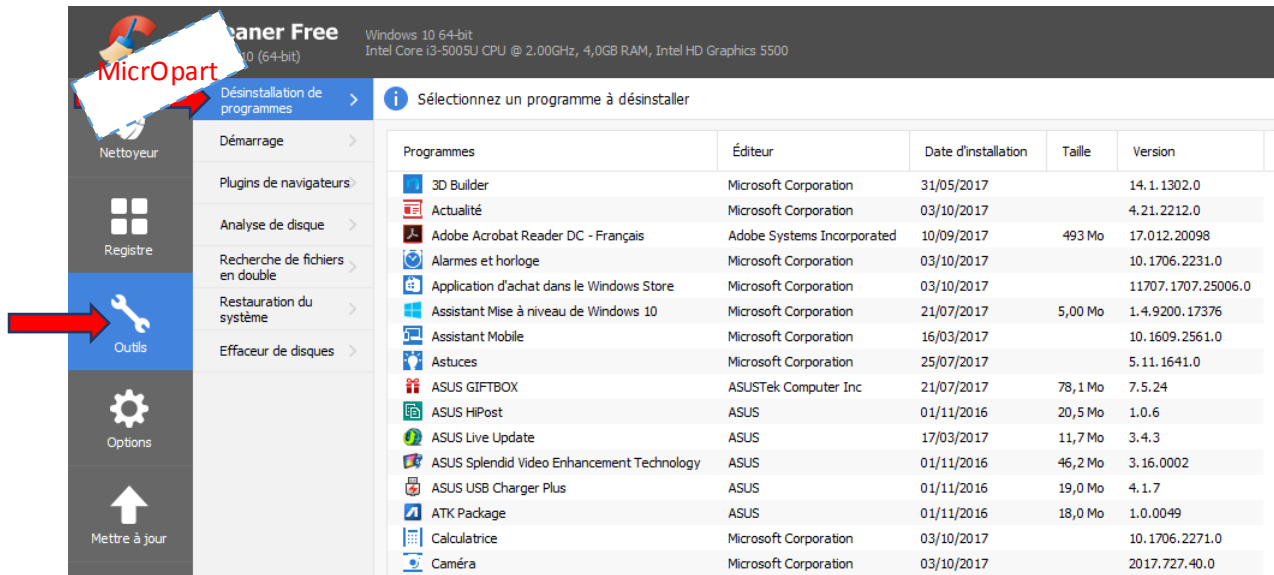 eaner Free
Windows 10 64-bit
(64-bit)
Intel Core i3-5005U CPU @ 2.00GHz, 4,0GB RAM, Intel HD Graphics 5500
MicrOpart
Nettoyeur
Registre
Outils
Options
Mettre à jour
Désinstallation de
programmes
Démarrage
Plugins de navigateurs
Analyse de disque
Recherche de fichiers
en double
Restauration du
système
Effaceur de disques
Sélectionnez un programme à désinstaller
Programmes Éditeur Date d'installation Taille Version
3D Builder Microsoft Corporation 31/05/2017 14.1.1302.0
Actualité Microsoft Corporation 03/10/2017 4.21.2212.0
Adobe Acrobat Reader DC - Français Adobe Systems Incorporated 10/09/2017 493 Mo 17.012.20098
Alarmes et horloge Microsoft Corporation 03/10/2017 10.1706.2231.0
Application d'achat dans le Windows Store Microsoft Corporation 03/10/2017 11707.1707.25006.0
Assistant Mise à niveau de Windows 10 Microsoft Corporation 21/07/2017 5,00 Mo 1.4.9200.17376
Assistant Mobile Microsoft Corporation 16/03/2017 10.1609.2561.0
Astuces Microsoft Corporation 25/07/2017 5.11.1641.0
ASUS GIFTBOX ASUSTek Computer Inc 21/07/2017 78,1 Mo 7.5.24
ASUS HiPost ASUS 01/11/2016 20,5 Mo 1.0.6
ASUS Live Update ASUS 17/03/2017 11,7 Mo 3.4.3
ASUS Splendid Video Enhancement Technology ASUS 01/11/2016 46,2 Mo 3.16.0002
ASUS USB Charger Plus ASUS 01/11/2016 19,0 Mo 4.1.7
ATK Package ASUS 01/11/2016 18,0 Mo 1.0.0049
Calculatrice Microsoft Corporation 03/10/2017 10.1706.2271.0
Caméra Microsoft Corporation 03/10/2017 2017.727.40.0